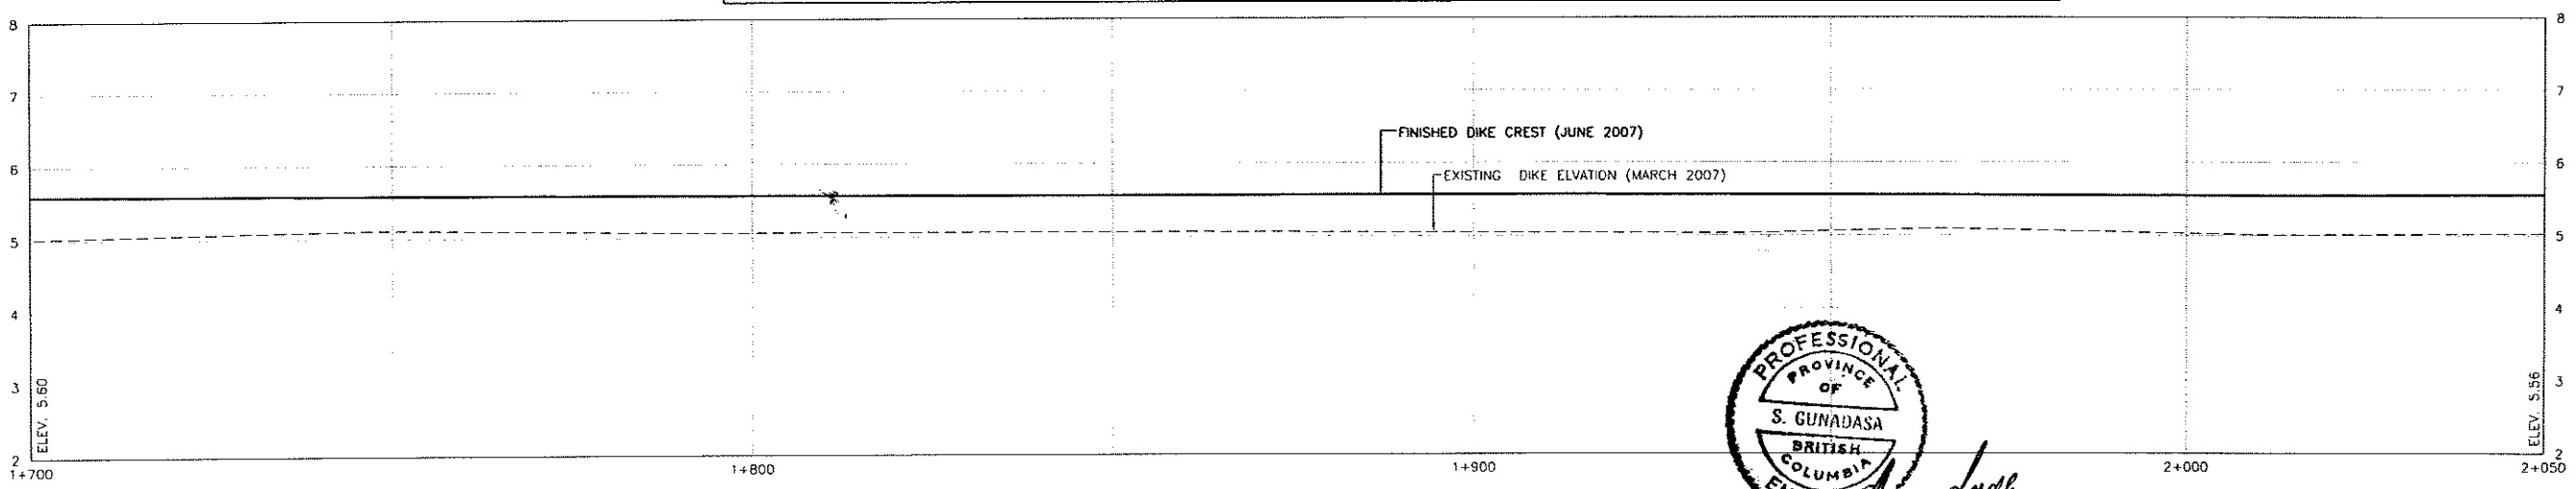 8
8
7
7
FINISHED DIKE CREST (JUNE 2007)
6
6
EXISTING DIKE ELVATION (MARCH 2007)
5
5
4
4
PROFESSIONAL
PROVINCE
OF
S. GUNADASA
BRITISH
COLUMBIA
3
3
ELEV. 5.60
ELEV. 5.56
2
2
1+700
1+800
1+900
2+000
2+050